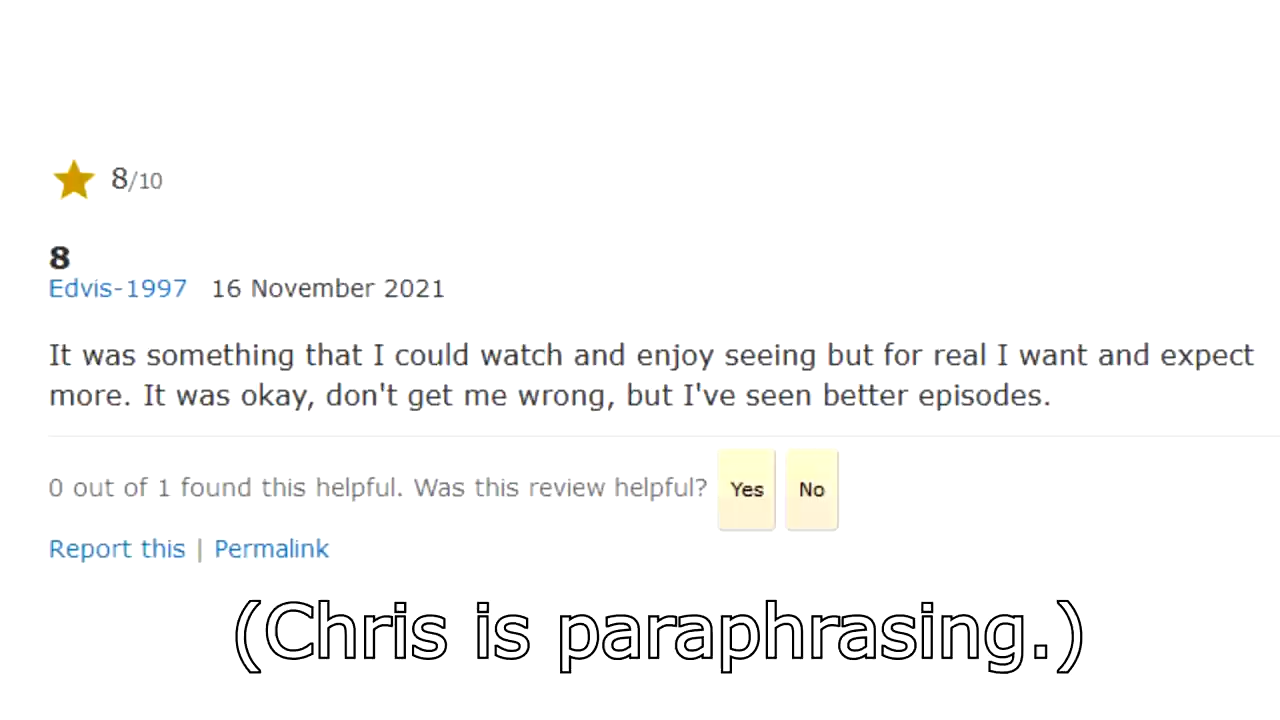 8/10
8
Edvis-1997 16 November 2021
It was something that I could watch and enjoy seeing but for real I want and expect
more. It was okay, don't get me wrong, but I've seen better episodes.
0 out of 1 found this helpful. Was this review helpful? Yes No
Report this | Permalink
(Chris is paraphrasing.)